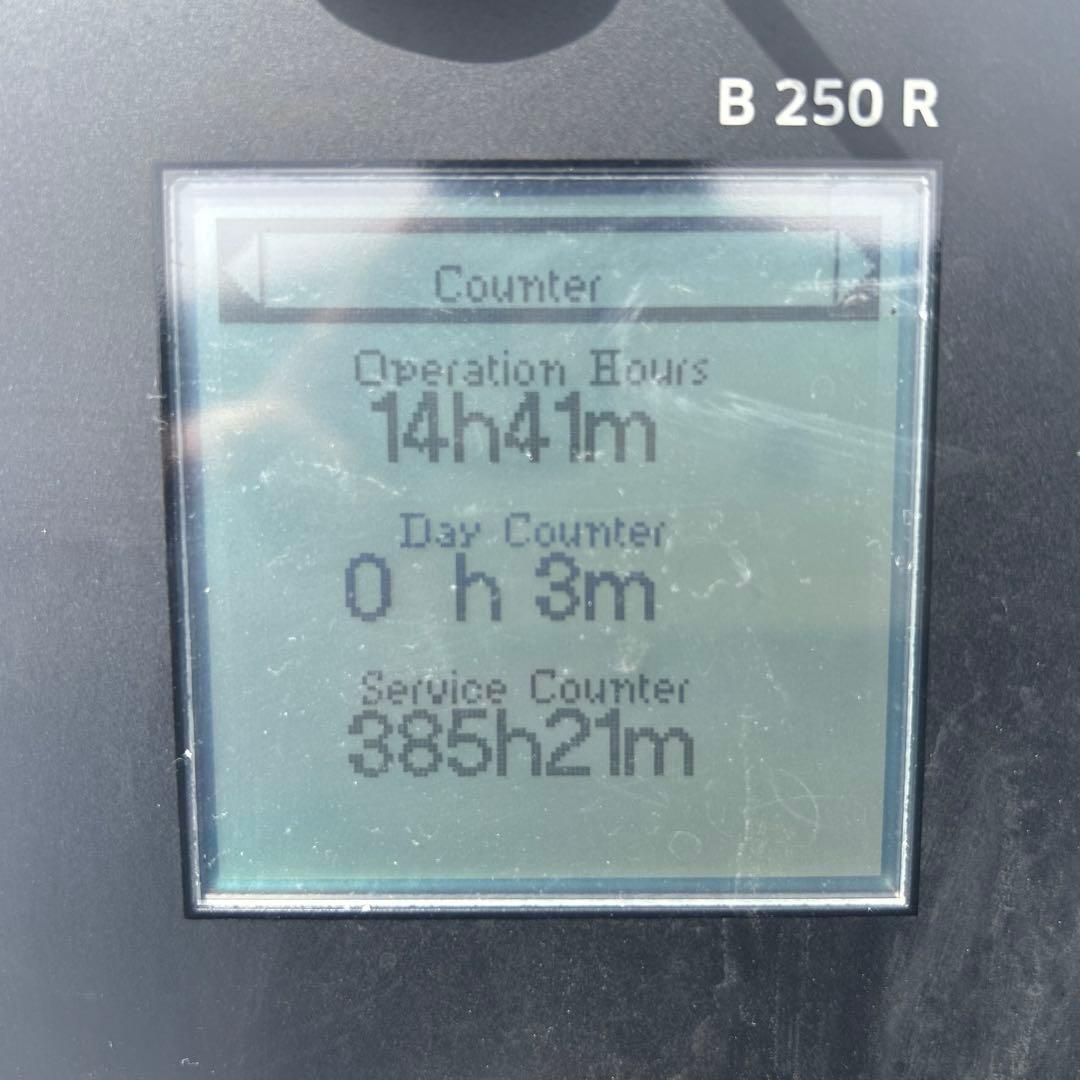 B 250 R
Counter
Operation Hours
14h41m
Day Counter
0 h 3m
Service Counter
385h21m